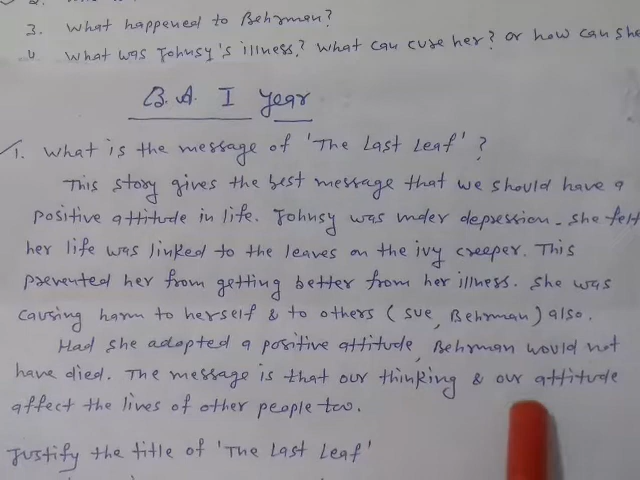 3. What happened to Behrman?
4. What was Johnsy's illness? What can cure her? or how can she
B.A. I year
1. What is the message of 'The Last Leaf'?
This story gives the best message that we should have a
positive attitude in life. Johnsy was under depression. She felt
her life was linked to the leaves on the ivy creeper. This
prevented her from getting better from her illness. She was
causing harm to herself & to others (Sue, Behrman) also.
Had she adopted a positive attitude, Behrman would not
have died. The message is that our thinking & our attitude
affect the lives of other people too.
Justify the title of 'The Last Leaf'